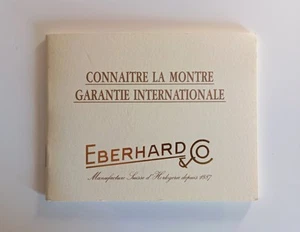 CONNAITRE LA MONTRE
GARANTIE INTERNATIONALE
EBERHARD & CO
Manufacture Suisse d'Horlogerie depuis 1887